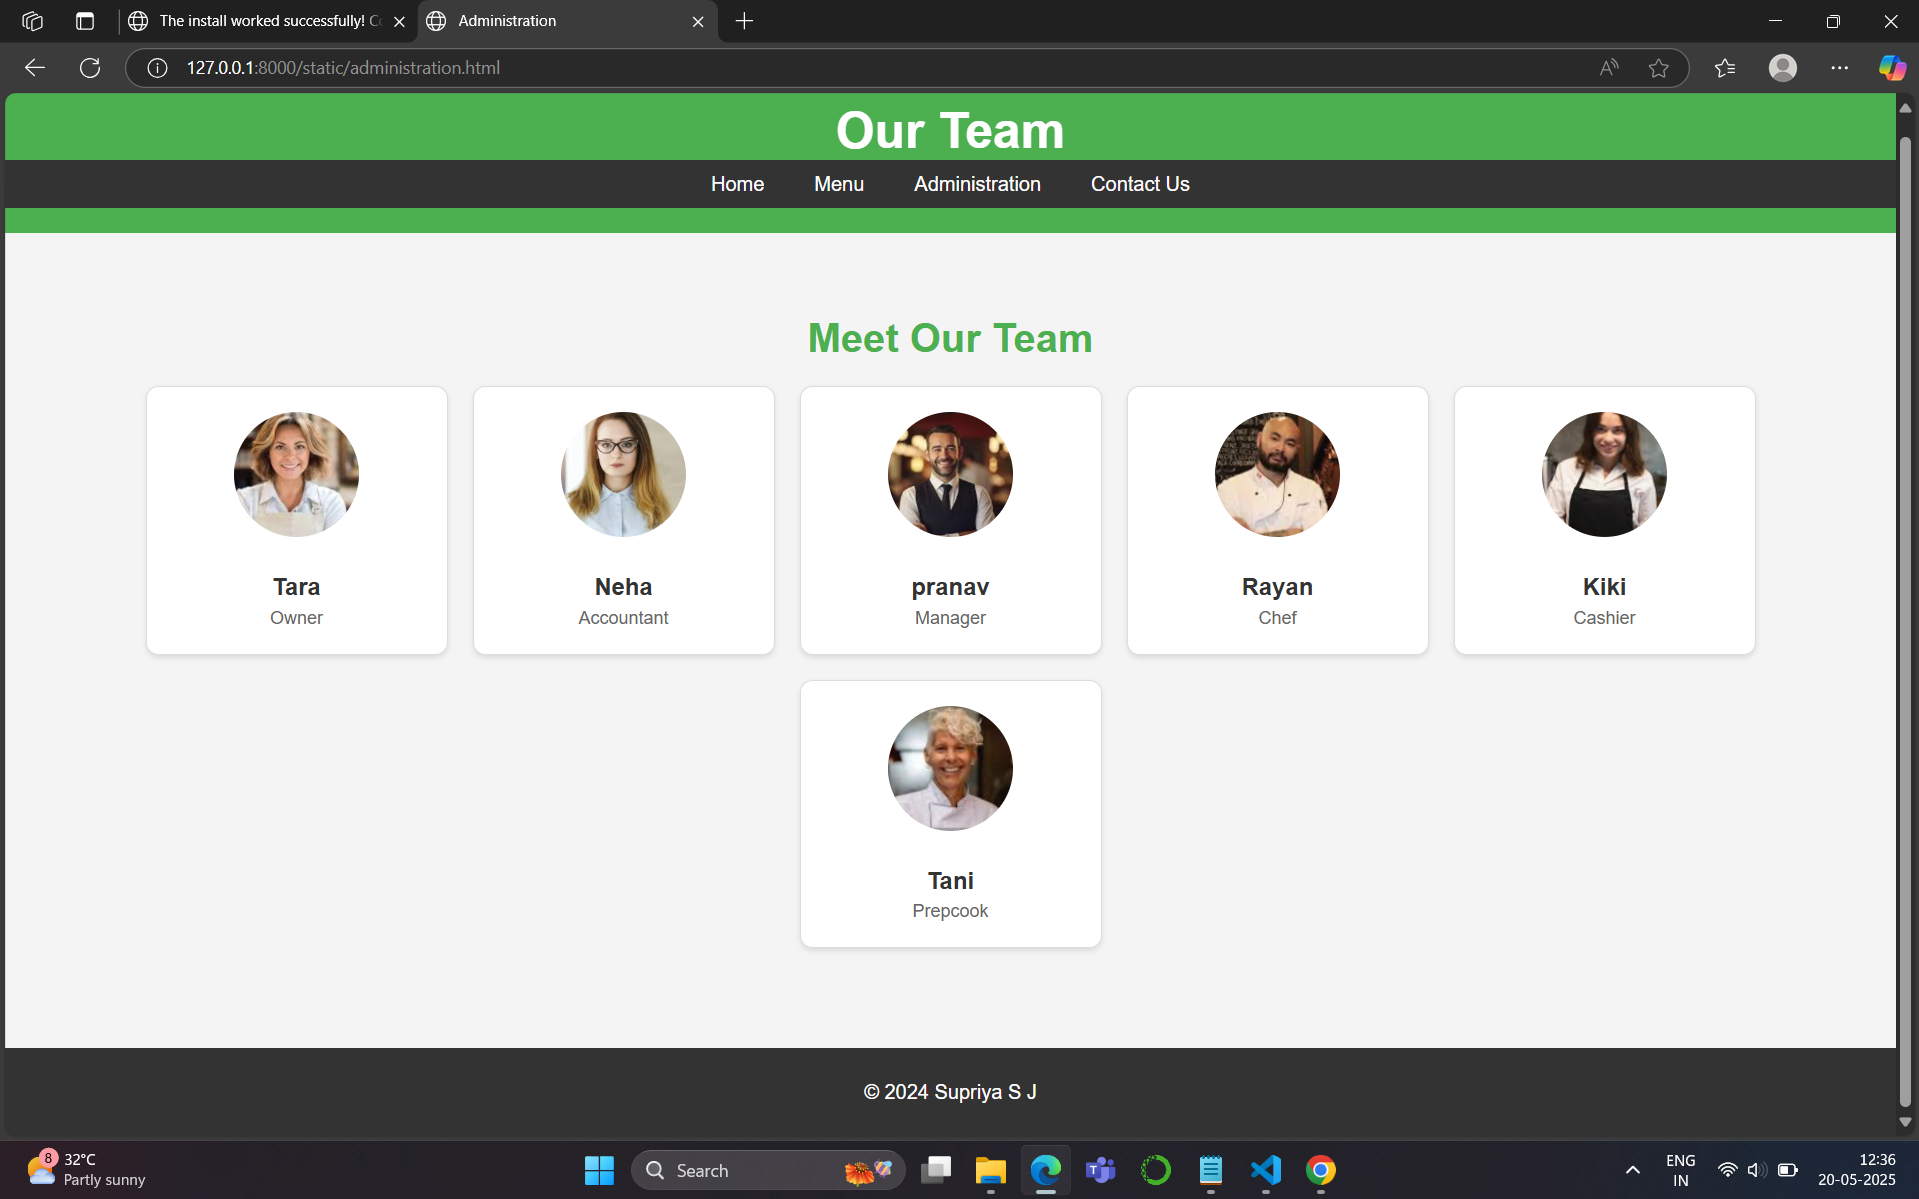 The install worked successfully! Co
Administration
127.0.0.1:8000/static/administration.html
Our Team
Home Menu Administration Contact Us
Meet Our Team
Tara
Owner
Neha
Accountant
pranav
Manager
Rayan
Chef
Kiki
Cashier
Tani
Prepcook
© 2024 Supriya S J
8
32°C
Partly sunny
Search
ENG
IN
12:36
20-05-2025